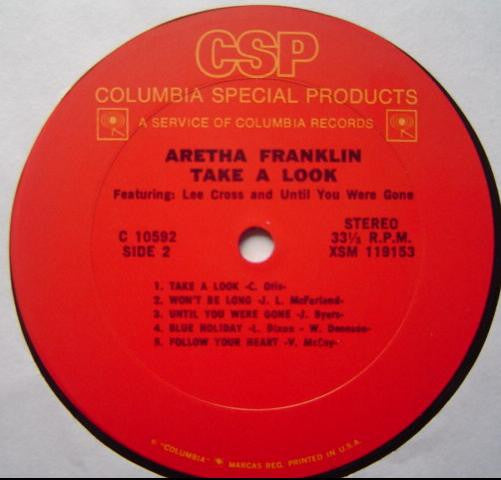 CSP
COLUMBIA SPECIAL PRODUCTS
A SERVICE OF COLUMBIA RECORDS
ARETHA FRANKLIN
TAKE A LOOK
Featuring: Lee Cross and Until You Were Gone
C 10592
SIDE 2
STEREO
33⅓ R.P.M.
XSM 119153
1. TAKE A LOOK -C. Otis-
2. WON'T BE LONG -J. L. McFarland-
3. UNTIL YOU WERE GONE -J. Byers-
4. BLUE HOLIDAY -L. Dixon - W.
5. FOLLOW YOUR HEART -V. McCoy-
"COLUMBIA" MARCAS REG. PRINTED IN U.S.A.